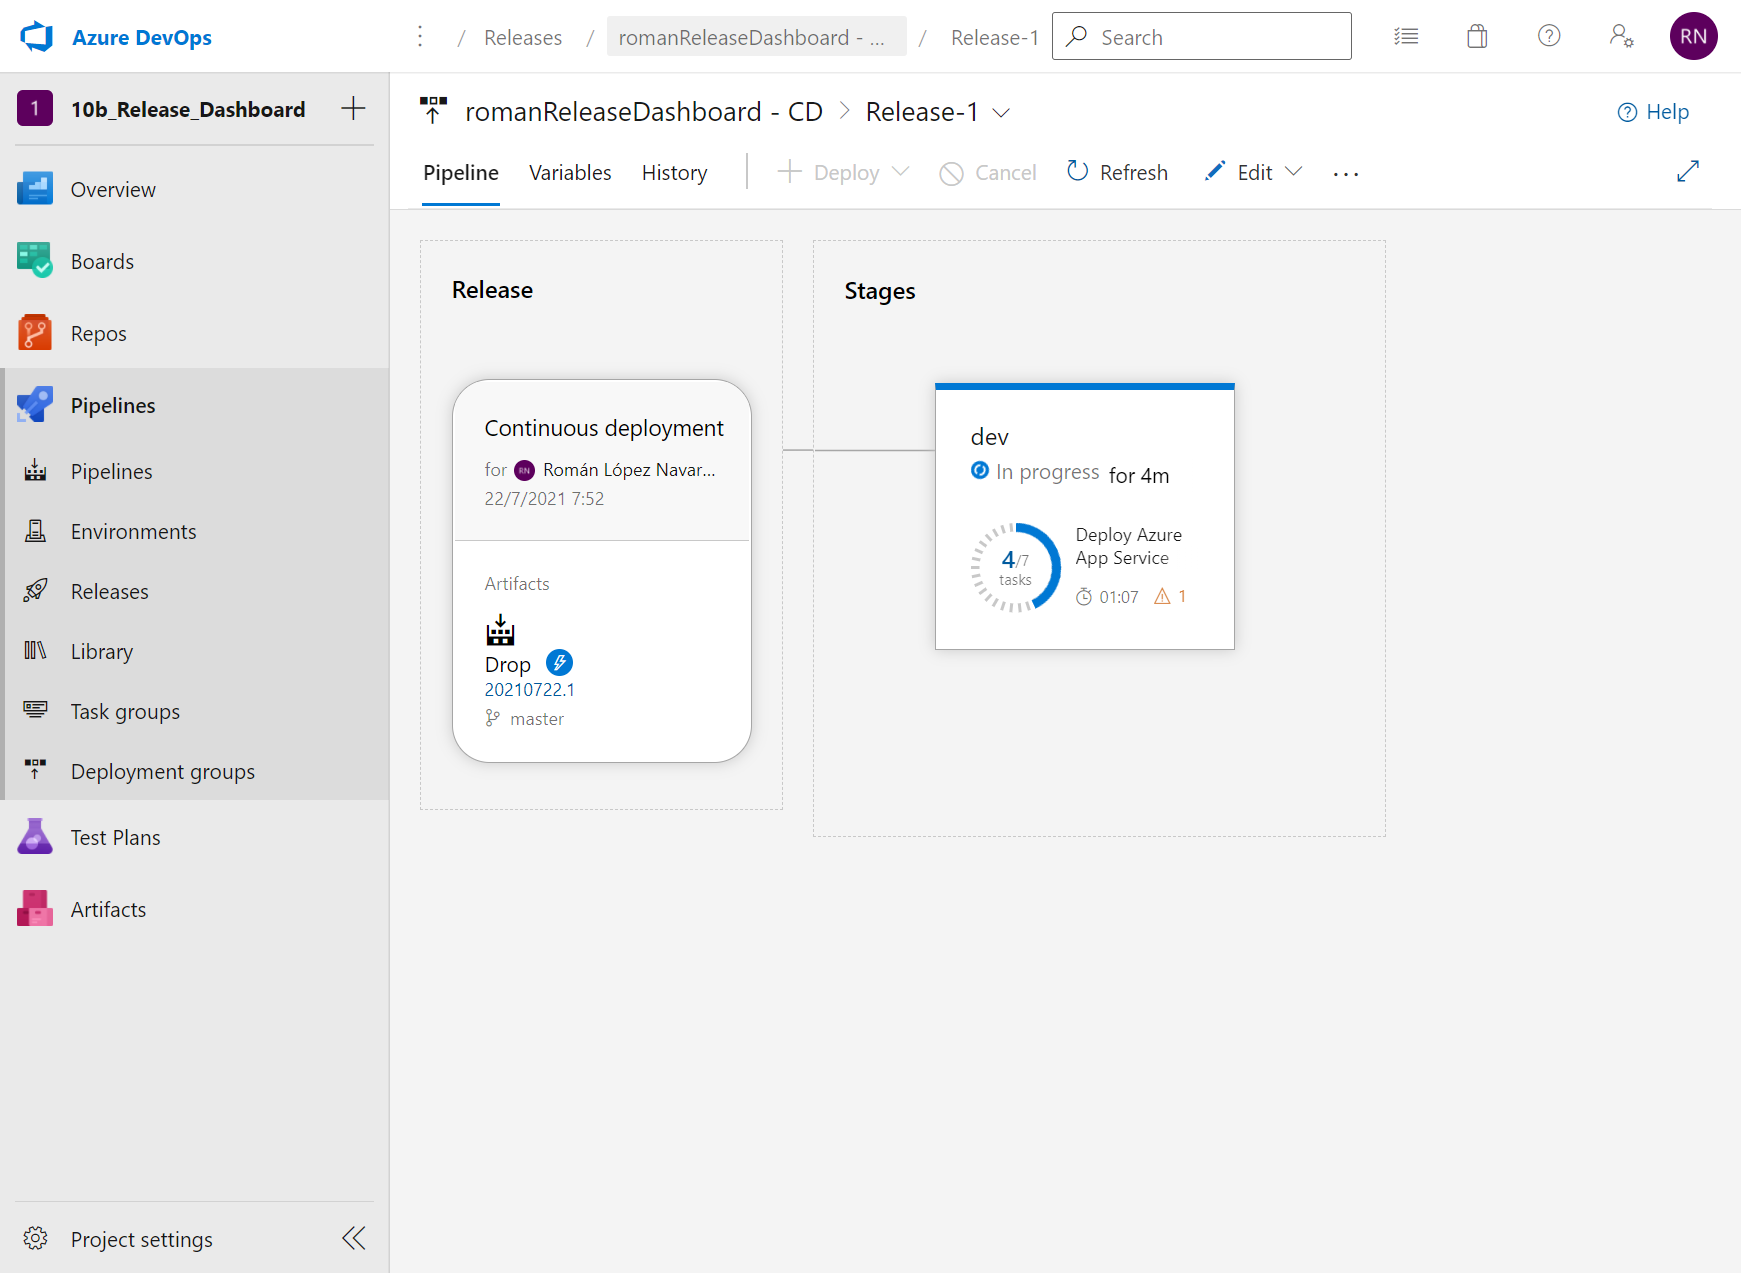 Azure DevOps
/ Releases / romanReleaseDashboard - ... / Release-1
Search
RN
1 10b_Release_Dashboard
Overview
Boards
Repos
Pipelines
Pipelines
Environments
Releases
Library
Task groups
Deployment groups
Test Plans
Artifacts
Project settings
romanReleaseDashboard - CD > Release-1
Help
Pipeline Variables History Deploy Cancel Refresh Edit ...
Release
Continuous deployment
for RN Román López Navar...
22/7/2021 7:52
Artifacts
Drop
20210722.1
master
Stages
dev
In progress for 4m
4/7
tasks
Deploy Azure
App Service
01:07 1